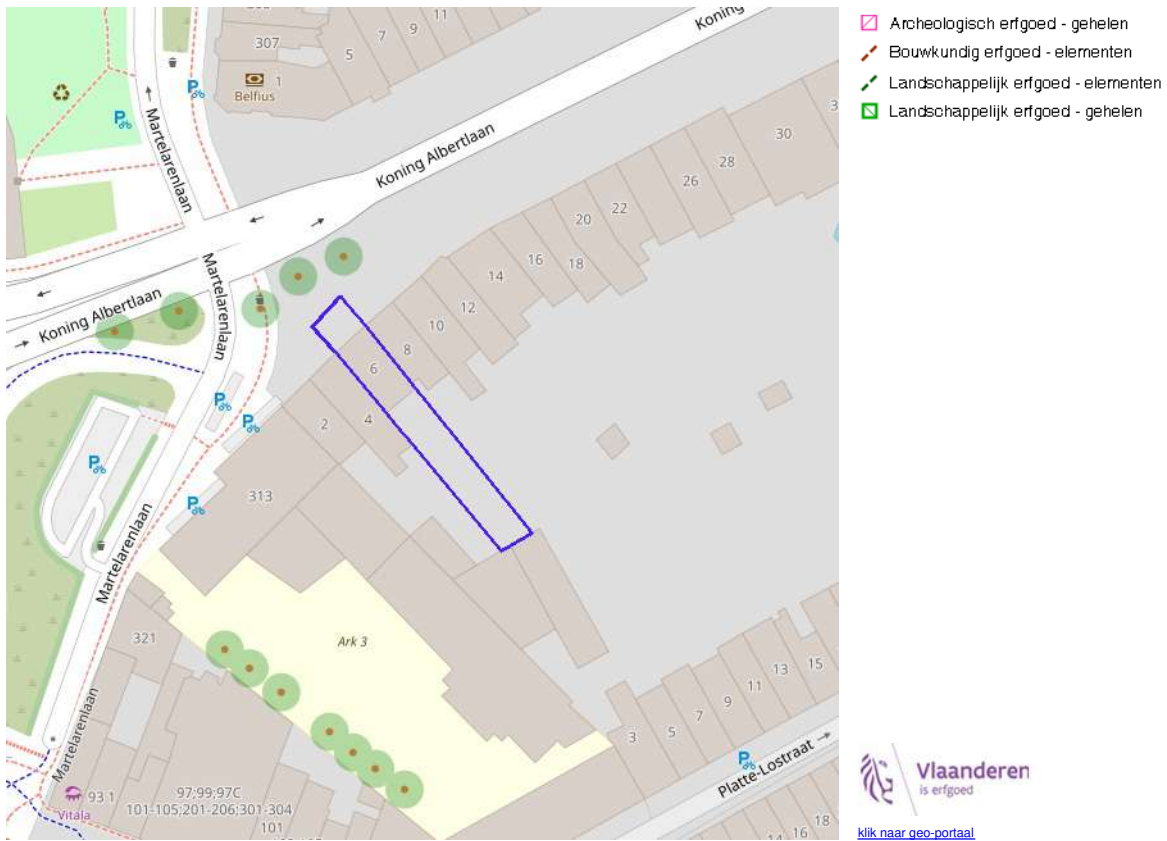 303
307
5
7
9
11
1
Belfius
Koning
Martelarenlaan
Koning Albertlaan
30
28
26
22
20
18
16
14
12
10
8
6
4
2
Koning Albertlaan
Martelarenlaan
313
Martelarenlaan
321
Ark 3
Martelarenlaan
93 1
Vitala
97;99;97C
101-105;201-206;301-304
101
3
5
7
9
11
13
15
Platte-Lostraat
14
16
18
Archeologisch erfgoed - gehelen
Bouwkundig erfgoed - elementen
Landschappelijk erfgoed - elementen
Landschappelijk erfgoed - gehelen
Vlaanderen
is erfgoed
klik naar geo-portaal